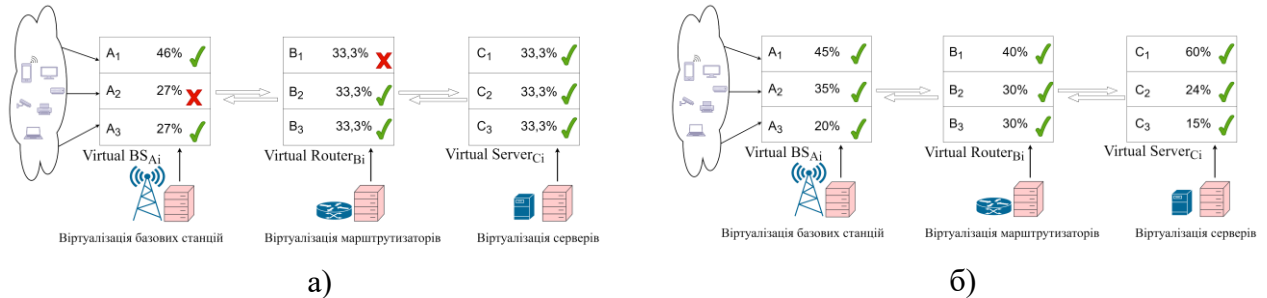 A1 46%
A2 27%
A3 27%
B1 33,3%
B2 33,3%
B3 33,3%
C1 33,3%
C2 33,3%
C3 33,3%
Virtual BSAi
Virtual RouterBi
Virtual ServerCi
Віртуалізація базових станцій
Віртуалізація марштрутизаторів
Віртуалізація серверів
а)
A1 45%
A2 35%
A3 20%
B1 40%
B2 30%
B3 30%
C1 60%
C2 24%
C3 15%
Virtual BSAi
Virtual RouterBi
Virtual ServerCi
Віртуалізація базових станцій
Віртуалізація марштрутизаторів
Віртуалізація серверів
б)